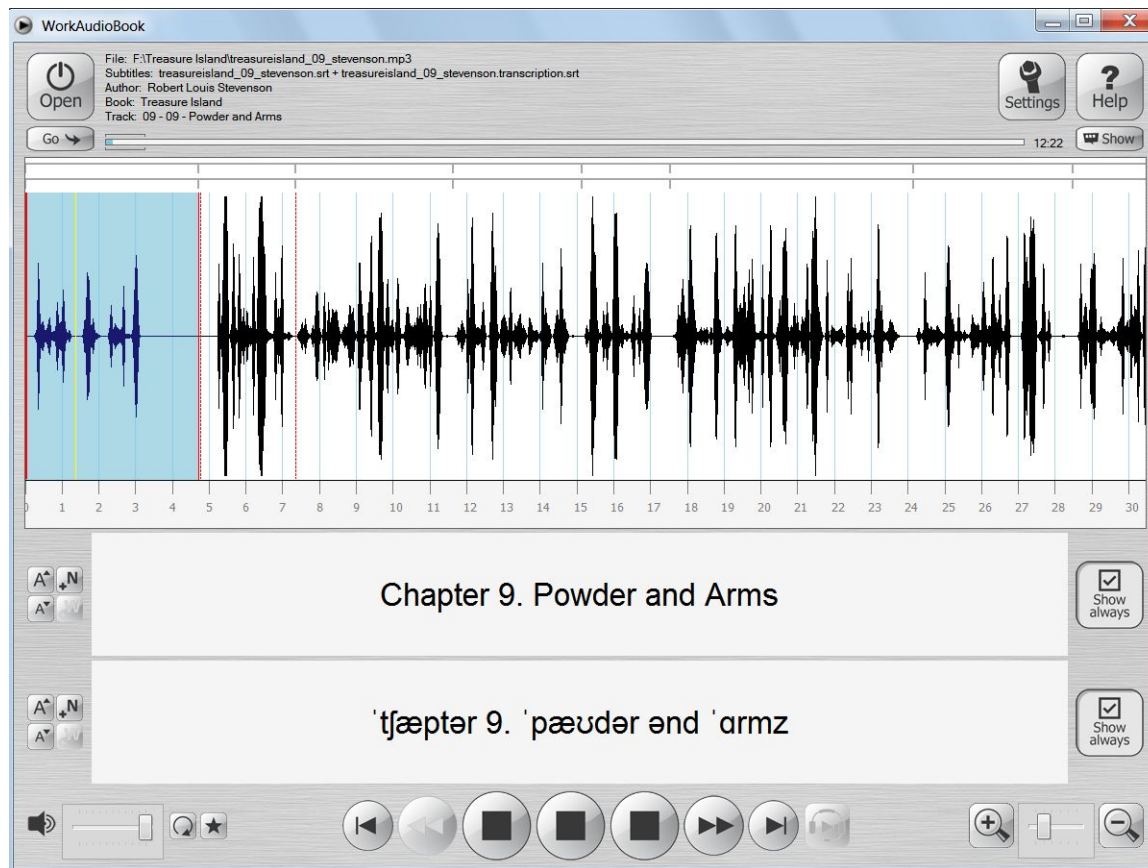 WorkAudioBook
File: F:\Treasure Island\treasureisland_09_stevenson.mp3
Subtitles: treasureisland_09_stevenson.srt + treasureisland_09_stevenson.transcription.srt
Author: Robert Louis Stevenson
Book: Treasure Island
Track: 09 - 09 - Powder and Arms
Open
Settings
? Help
Go
12:22
Show
0 1 2 3 4 5 6 7 8 9 10 11 12 13 14 15 16 17 18 19 20 21 22 23 24 25 26 27 28 29 30
A +N
A W
Chapter 9. Powder and Arms
Show always
A +N
A W
ˈtʃæptər 9. ˈpæʊdər ənd ˈɑrmz
Show always